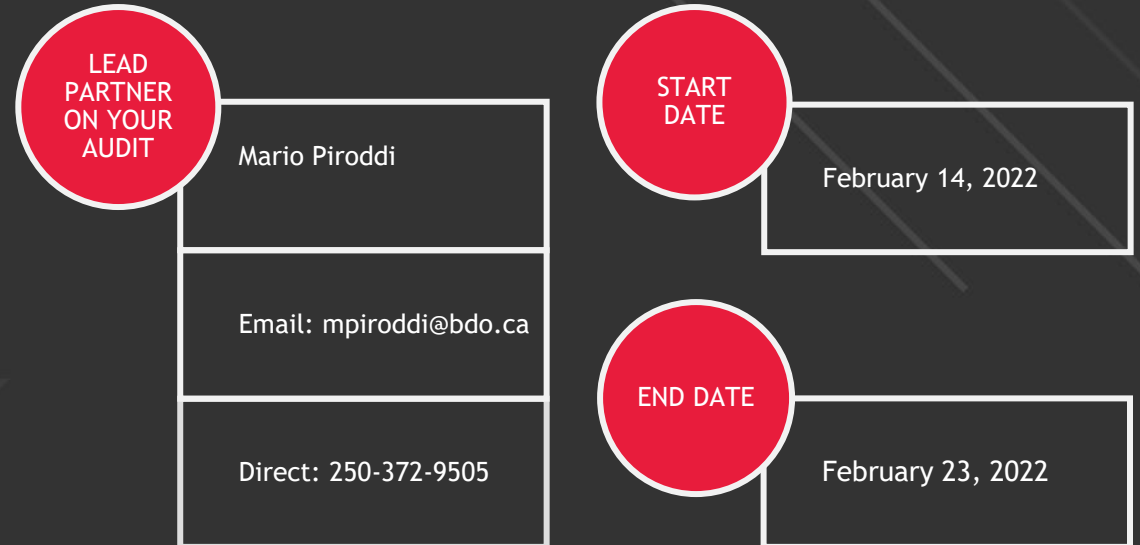 LEAD
PARTNER
ON YOUR
AUDIT
Mario Piroddi
Email: mpiroddi@bdo.ca
Direct: 250-372-9505
START
DATE
February 14, 2022
END DATE
February 23, 2022